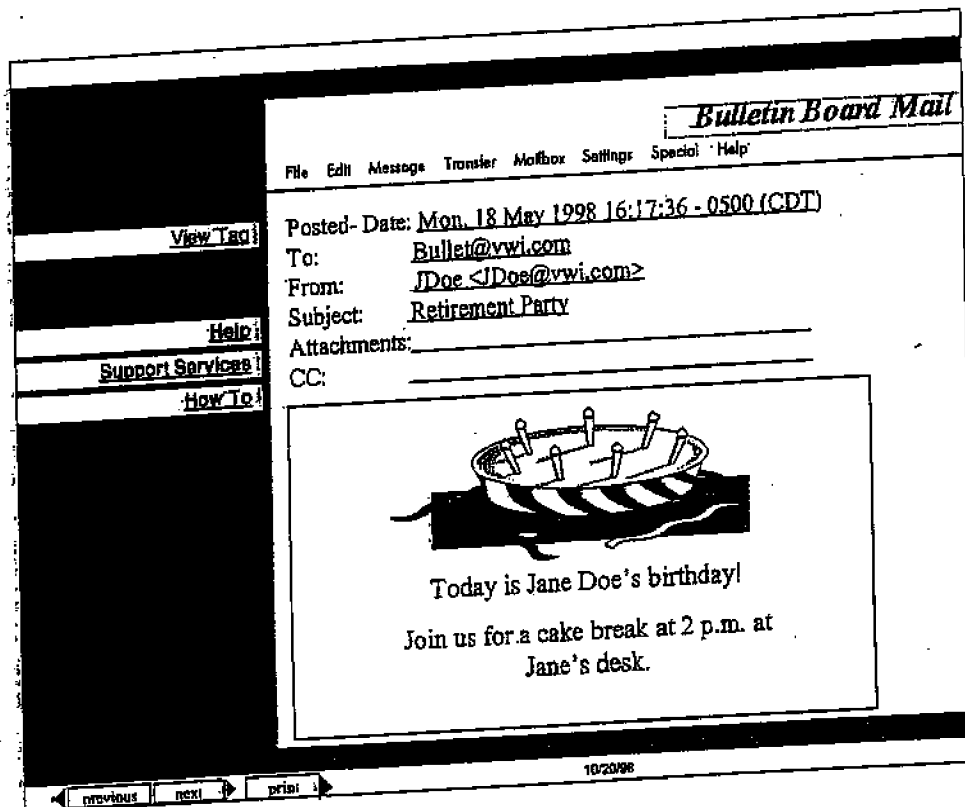 Bulletin Board Mail
File Edit Message Transfer Mailbox Settings Special Help
View Tag
Help
Support Services
How To
Posted- Date: Mon, 18 May 1998 16:17:36 - 0500 (CDT)
To: Bullet@vwi.com
From: JDoe <JDoe@vwi.com>
Subject: Retirement Party
Attachments:
CC:
Today is Jane Doe's birthday!
Join us for a cake break at 2 p.m. at
Jane's desk.
10/20/98
previous next print